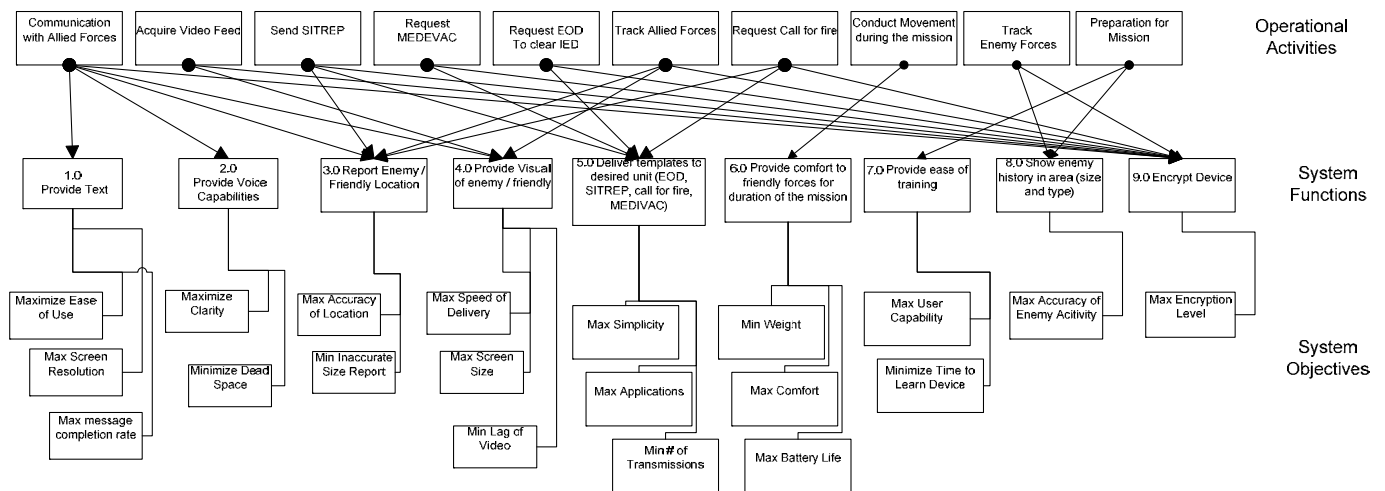 Communication
with Allied Forces
Acquire Video Feed
Send SITREP
Request
MEDEVAC
Request EOD
To clear IED
Track Allied Forces
Request Call for fire
Conduct Movement
during the mission
Track
Enemy Forces
Preparation for
Mission
Operational
Activities
1.0
Provide Text
2.0
Provide Voice
Capabilities
3.0 Report Enemy /
Friendly Location
4.0 Provide Visual
of enemy / friendly
5.0 Deliver templates to
desired unit (EOD,
SITREP, call for fire,
MEDIVAC)
6.0 Provide comfort to
friendly forces for
duration of the mission
7.0 Provide ease of
training
8.0 Show enemy
history in area (size
and type)
9.0 Encrypt Device
System
Functions
Maximize Ease
of Use
Max Screen
Resolution
Max message
completion rate
Maximize
Clarity
Minimize Dead
Space
Max Accuracy
of Location
Min Inaccurate
Size Report
Max Speed of
Delivery
Max Screen
Size
Min Lag of
Video
Max Simplicity
Max Applications
Min # of
Transmissions
Min Weight
Max Comfort
Max Battery Life
Max User
Capability
Minimize Time to
Learn Device
Max Accuracy of
Enemy Acitivity
Max Encryption
Level
System
Objectives